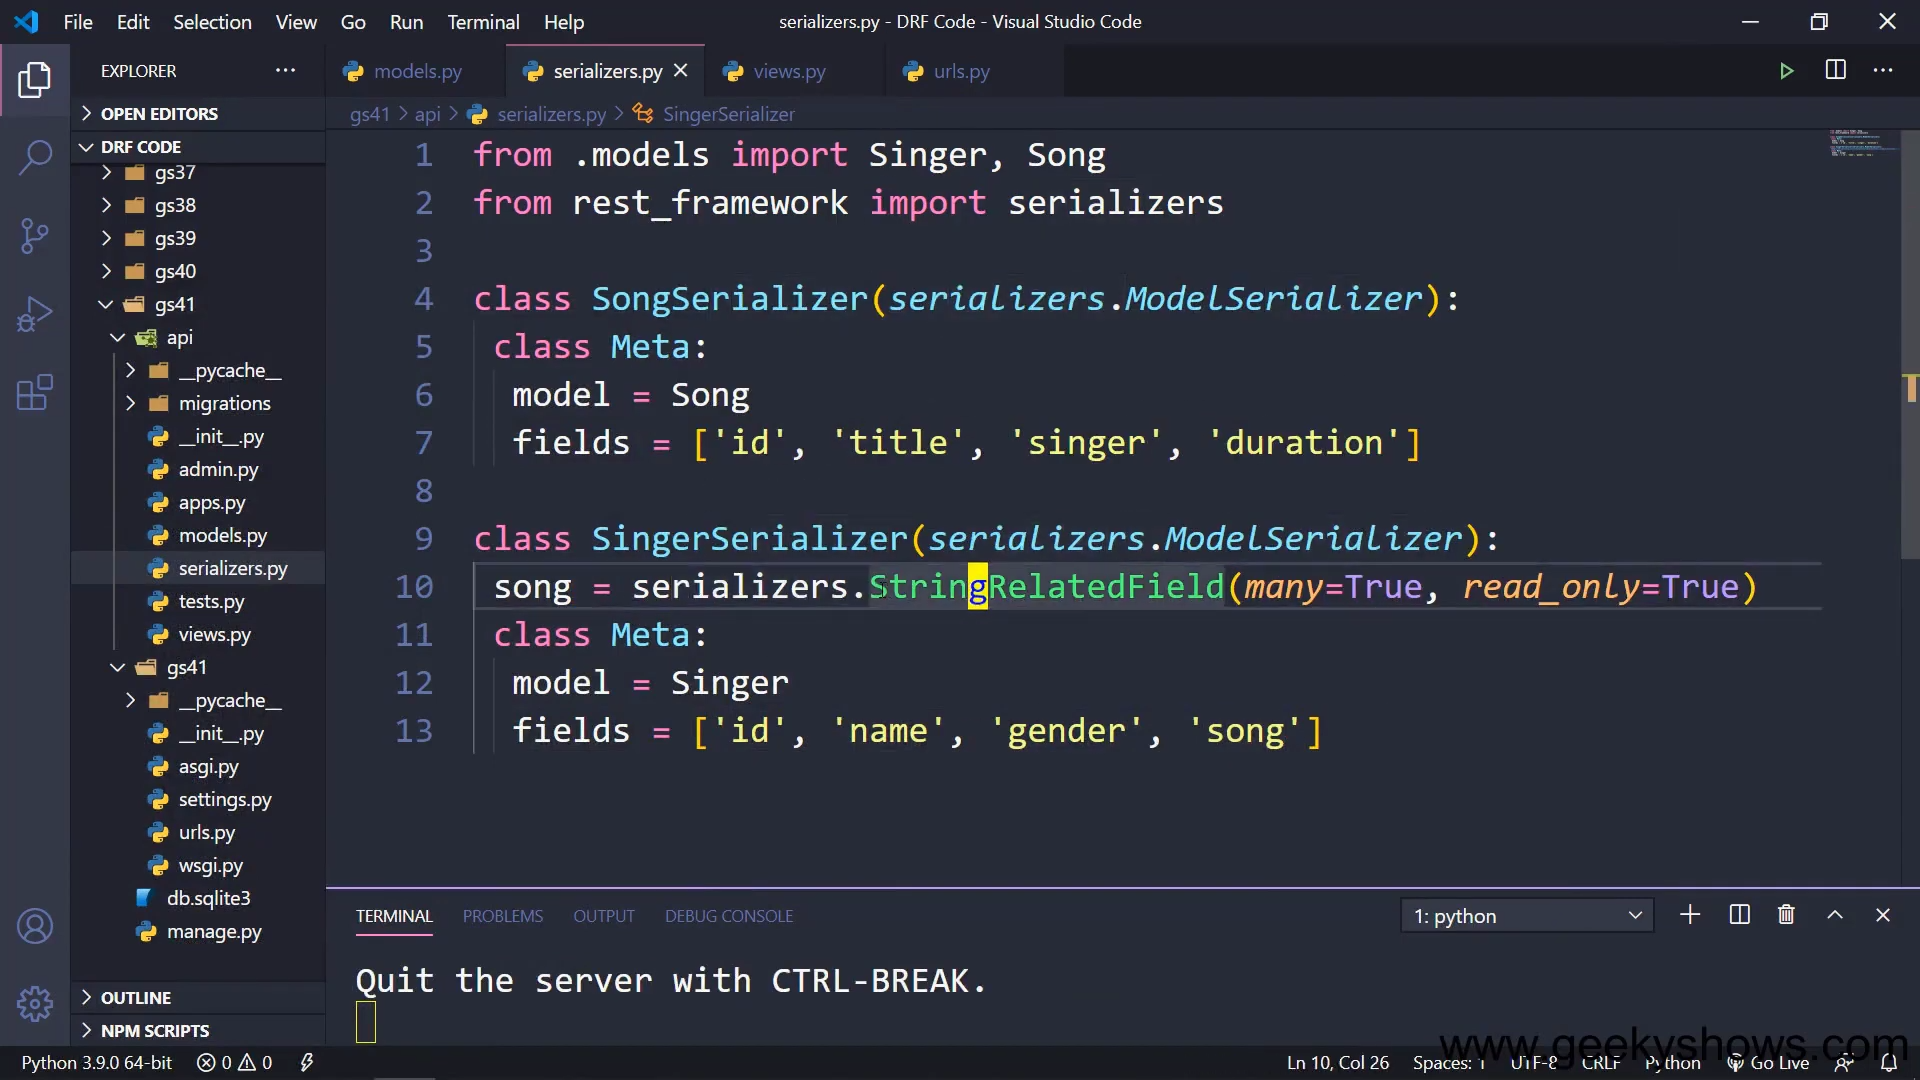 File Edit Selection View Go Run Terminal Help serializers.py - DRF Code - Visual Studio Code
EXPLORER
models.py serializers.py views.py urls.py
OPEN EDITORS
gs41 > api > serializers.py > SingerSerializer
DRF CODE
gs37
gs38
gs39
gs40
gs41
api
__pycache__
migrations
__init__.py
admin.py
apps.py
models.py
serializers.py
tests.py
views.py
gs41
__pycache__
__init__.py
asgi.py
settings.py
urls.py
wsgi.py
db.sqlite3
manage.py
OUTLINE
NPM SCRIPTS
1 from .models import Singer, Song
2 from rest_framework import serializers
3
4 class SongSerializer(serializers.ModelSerializer):
5 class Meta:
6 model = Song
7 fields = ['id', 'title', 'singer', 'duration']
8
9 class SingerSerializer(serializers.ModelSerializer):
10 song = serializers.StringRelatedField(many=True, read_only=True)
11 class Meta:
12 model = Singer
13 fields = ['id', 'name', 'gender', 'song']
TERMINAL PROBLEMS OUTPUT DEBUG CONSOLE 1: python
Quit the server with CTRL-BREAK.
www.geekyshows.com
Python 3.9.0 64-bit 0 0 Ln 10, Col 26 Spaces: 1 UTF-8 CRLF Python Go Live